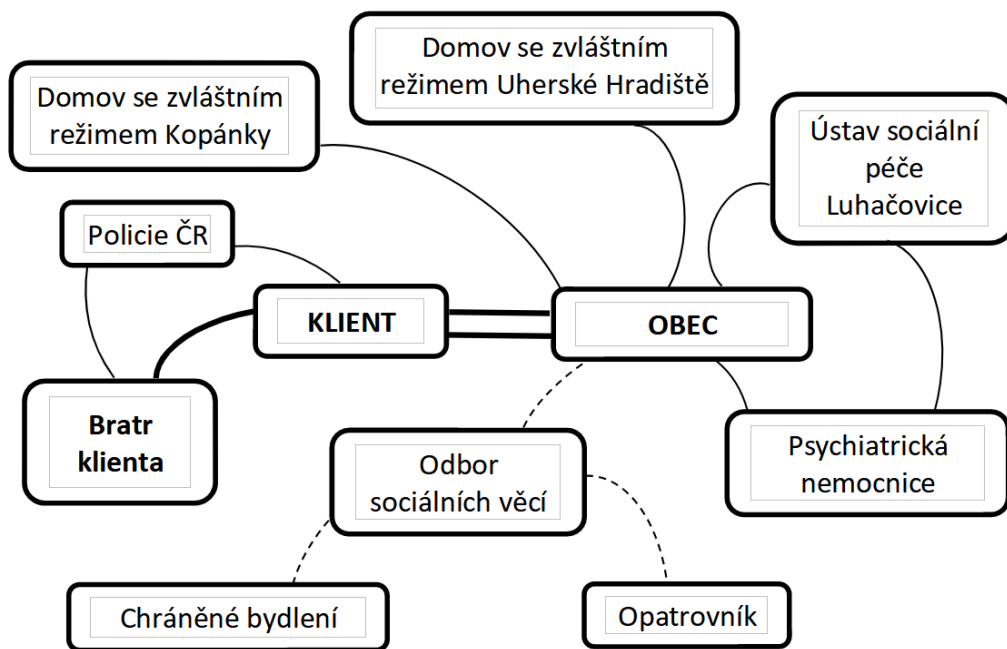 Domov se zvláštním
režimem Uherské Hradiště
Domov se zvláštním
režimem Kopánky
Ústav sociální
péče
Luhačovice
Policie ČR
KLIENT
OBEC
Bratr
klienta
Odbor
sociálních věcí
Psychiatrická
nemocnice
Chráněné bydlení
Opatrovník